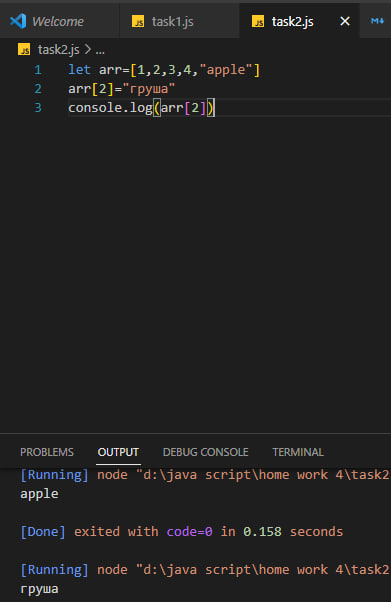 Welcome
JS task1.js
JS task2.js
JS task2.js > ...
1 let arr=[1,2,3,4,"apple"]
2 arr[2]="груша"
3 console.log(arr[2])
PROBLEMS OUTPUT DEBUG CONSOLE TERMINAL
[Running] node "d:\java script\home work 4\task2
apple
[Done] exited with code=0 in 0.158 seconds
[Running] node "d:\java script\home work 4\task2
груша